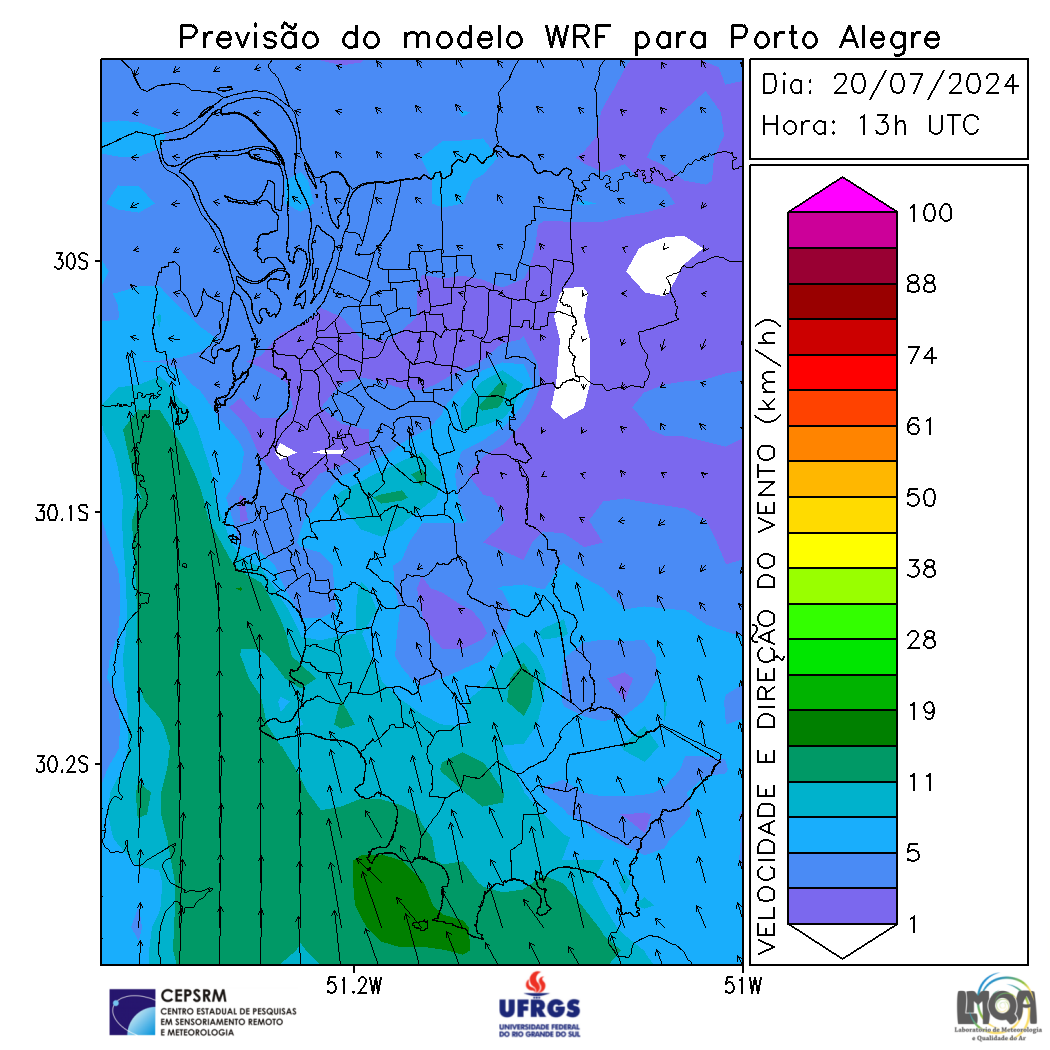 Previsão do modelo WRF para Porto Alegre
Dia: 20/07/2024
Hora: 13h UTC
30S
30.1S
30.2S
51.2W
51W
VELOCIDADE E DIREÇÃO DO VENTO (km/h)
100
88
74
61
50
38
28
19
11
5
1
CEPSRM
CENTRO ESTADUAL DE PESQUISAS
EM SENSORIAMENTO REMOTO
E METEOROLOGIA
UFRGS
UNIVERSIDADE FEDERAL
DO RIO GRANDE DO SUL
LMQA
Laboratório de Meteorologia
e Qualidade do Ar